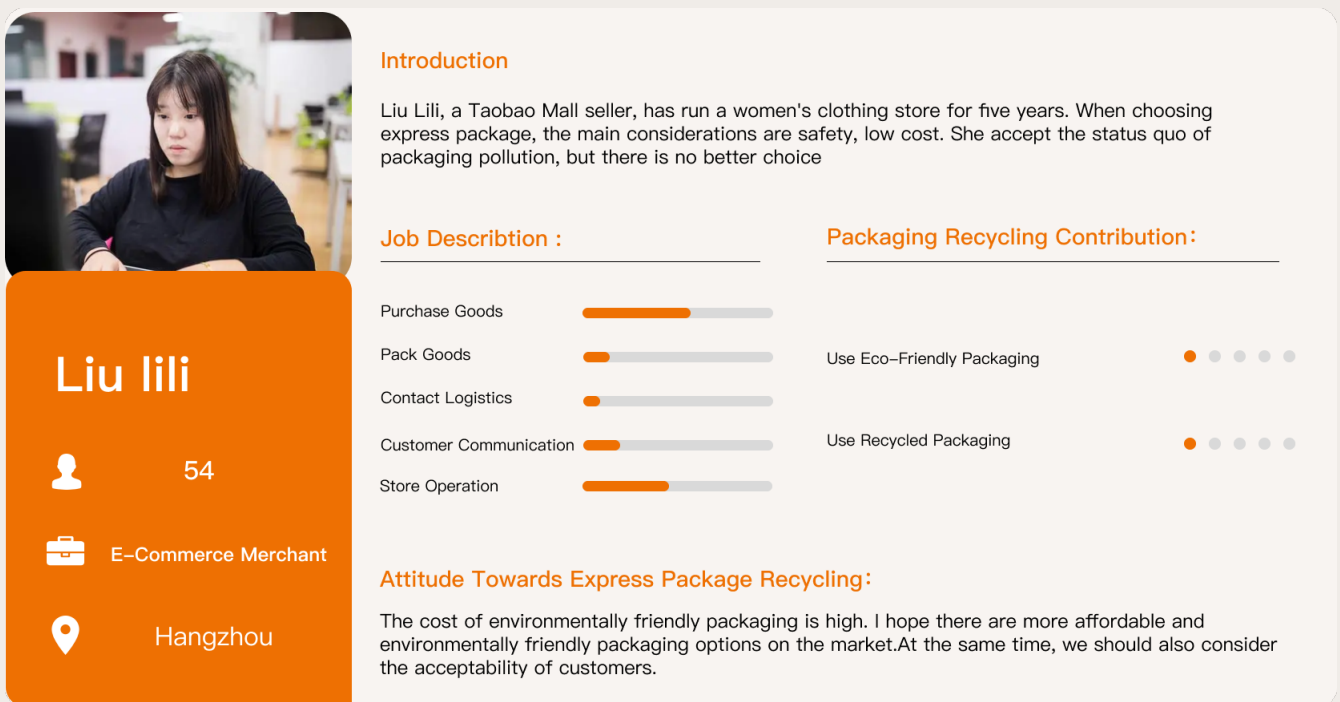 Liu lili
54
E-Commerce Merchant
Hangzhou
Introduction
Liu Lili, a Taobao Mall seller, has run a women's clothing store for five years. When choosing
express package, the main considerations are safety, low cost. She accept the status quo of
packaging pollution, but there is no better choice
Job Describtion :
Purchase Goods
Pack Goods
Contact Logistics
Customer Communication
Store Operation
Packaging Recycling Contribution:
Use Eco-Friendly Packaging
Use Recycled Packaging
Attitude Towards Express Package Recycling:
The cost of environmentally friendly packaging is high. I hope there are more affordable and
environmentally friendly packaging options on the market.At the same time, we should also consider
the acceptability of customers.